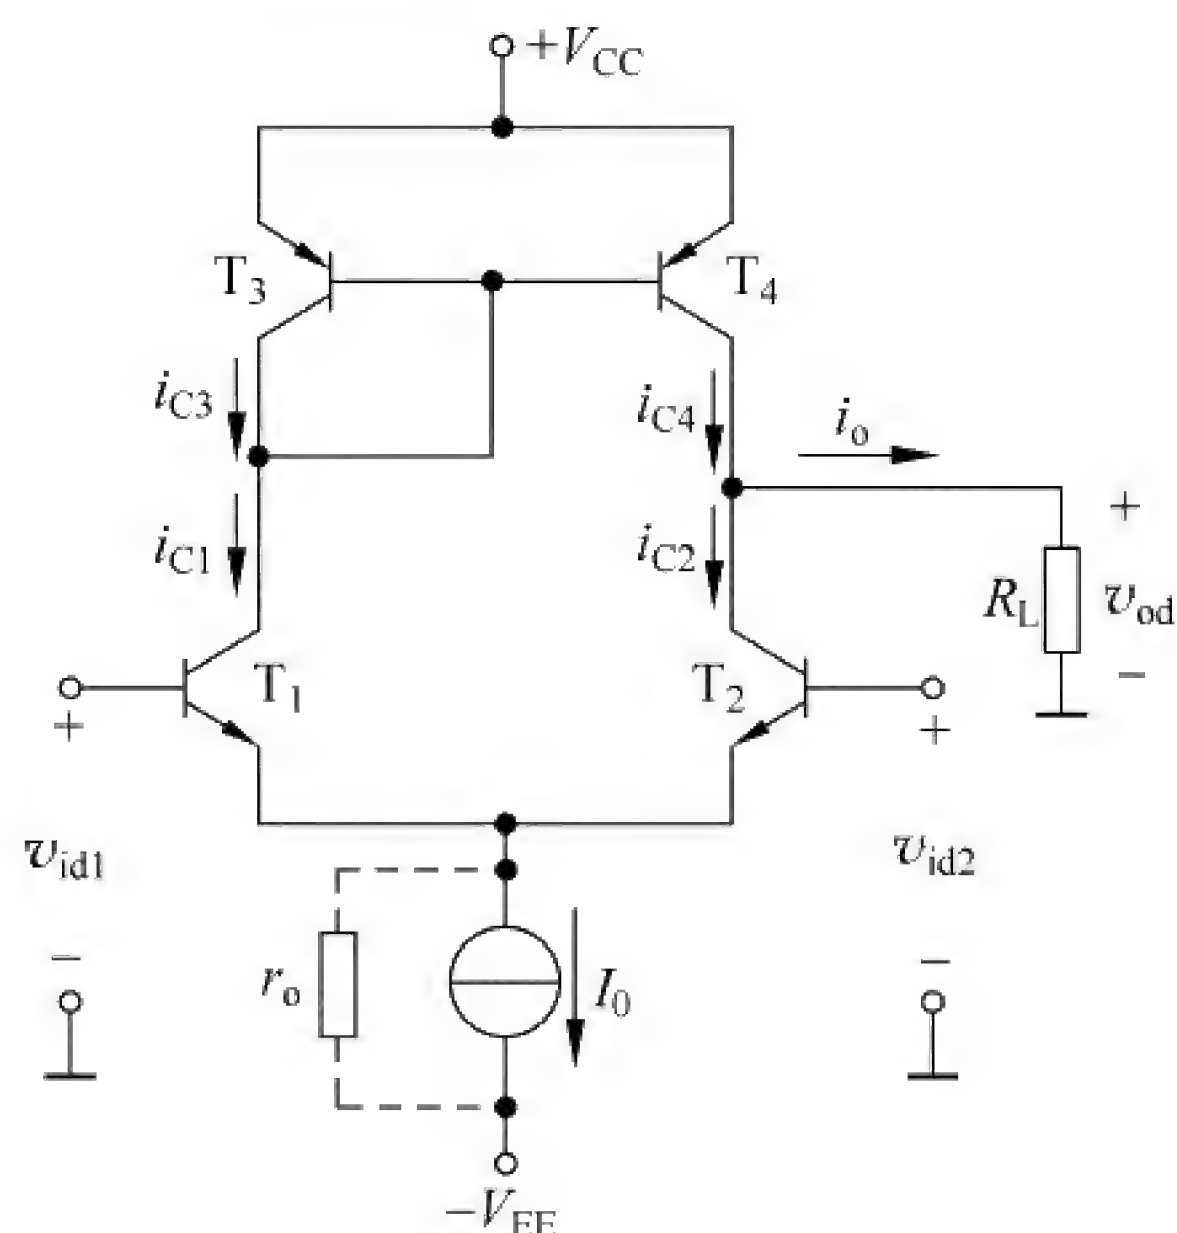 +V_CC
T_3
T_4
i_C3
i_C4
i_o
i_C1
i_C2
+
R_L
v_od
−
T_1
T_2
+
+
v_id1
v_id2
−
r_o
I_0
−
−V_EE